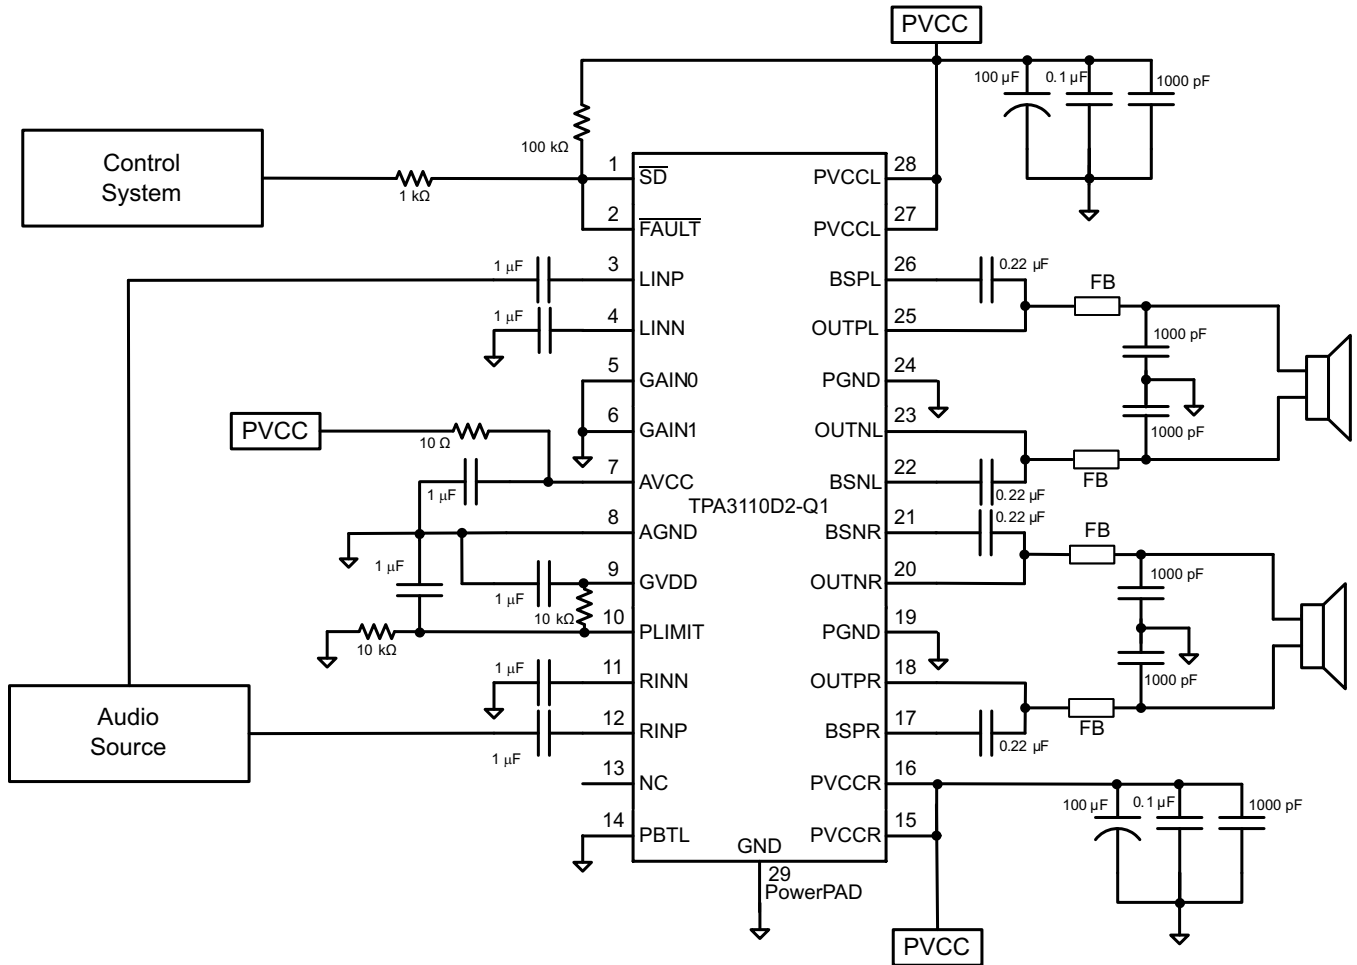 PVCC
100 µF
0.1 µF
1000 pF
Control
System
1 kΩ
100 kΩ
1
SD
2
FAULT
1 µF
3
LINP
1 µF
4
LINN
5
GAIN0
PVCC
10 Ω
6
GAIN1
1 µF
7
AVCC
8
AGND
1 µF
1 µF
9
GVDD
10 kΩ
10 kΩ
10
PLIMIT
1 µF
11
RINN
Audio
Source
1 µF
12
RINP
13
NC
14
PBTL
TPA3110D2-Q1
GND
29
PowerPAD
28
PVCCL
27
PVCCL
26
BSPL
0.22 µF
25
OUTPL
FB
1000 pF
24
PGND
23
OUTNL
1000 pF
FB
22
BSNL
0.22 µF
0.22 µF
21
BSNR
FB
20
OUTNR
1000 pF
19
PGND
18
OUTPR
1000 pF
FB
17
BSPR
0.22 µF
16
PVCCR
15
PVCCR
100 µF
0.1 µF
1000 pF
PVCC